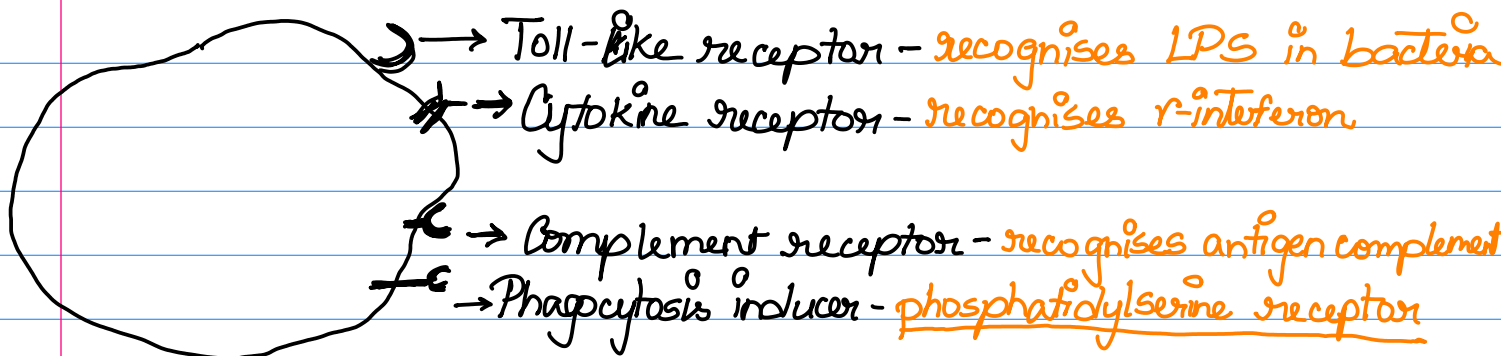 → Toll-like receptor - recognises LPS in bacteria
→ Cytokine receptor - recognises r-inteferon
→ Complement receptor - recognises antigen complement
→ Phagocytosis inducer - phosphatidylserine receptor